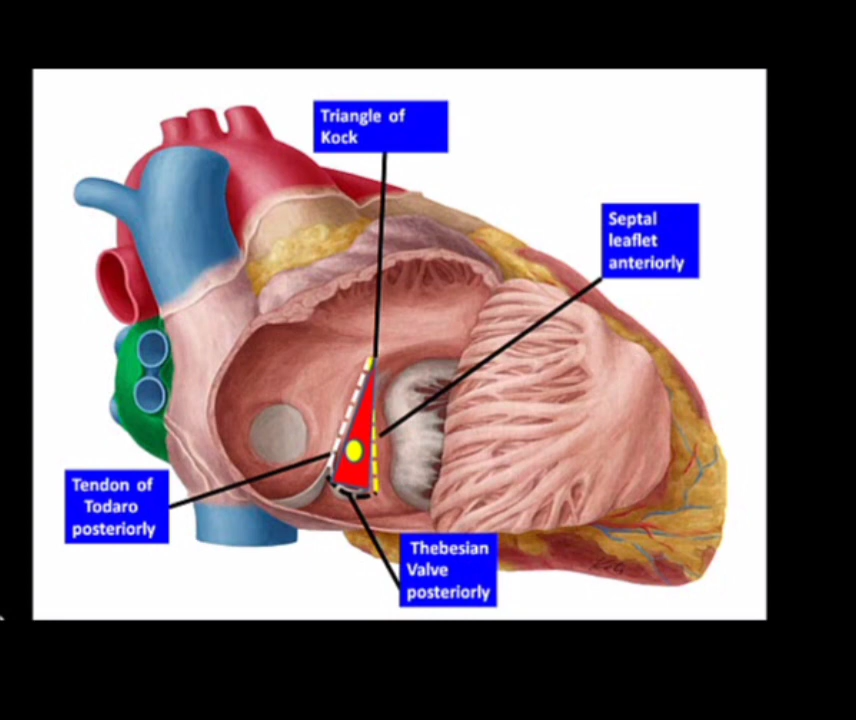 Triangle of
Kock
Septal
leaflet
anteriorly
Tendon of
Todaro
posteriorly
Thebesian
Valve
posteriorly